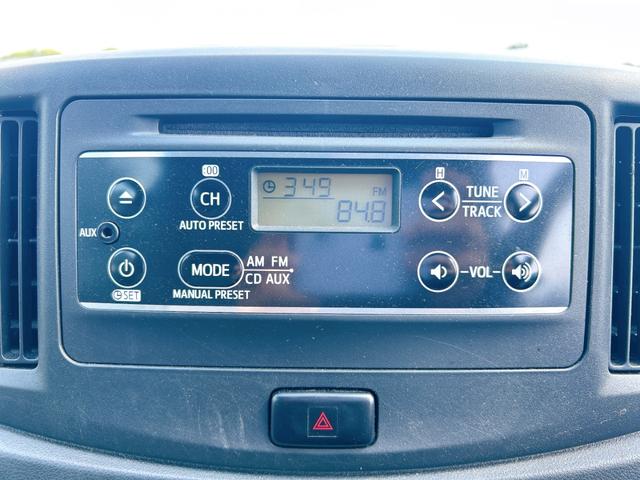 :00
H
M
CH
3 49
FM
84.8
TUNE
TRACK
AUX
AUTO PRESET
MODE
AM FM
CD AUX
-VOL-
SET
MANUAL PRESET